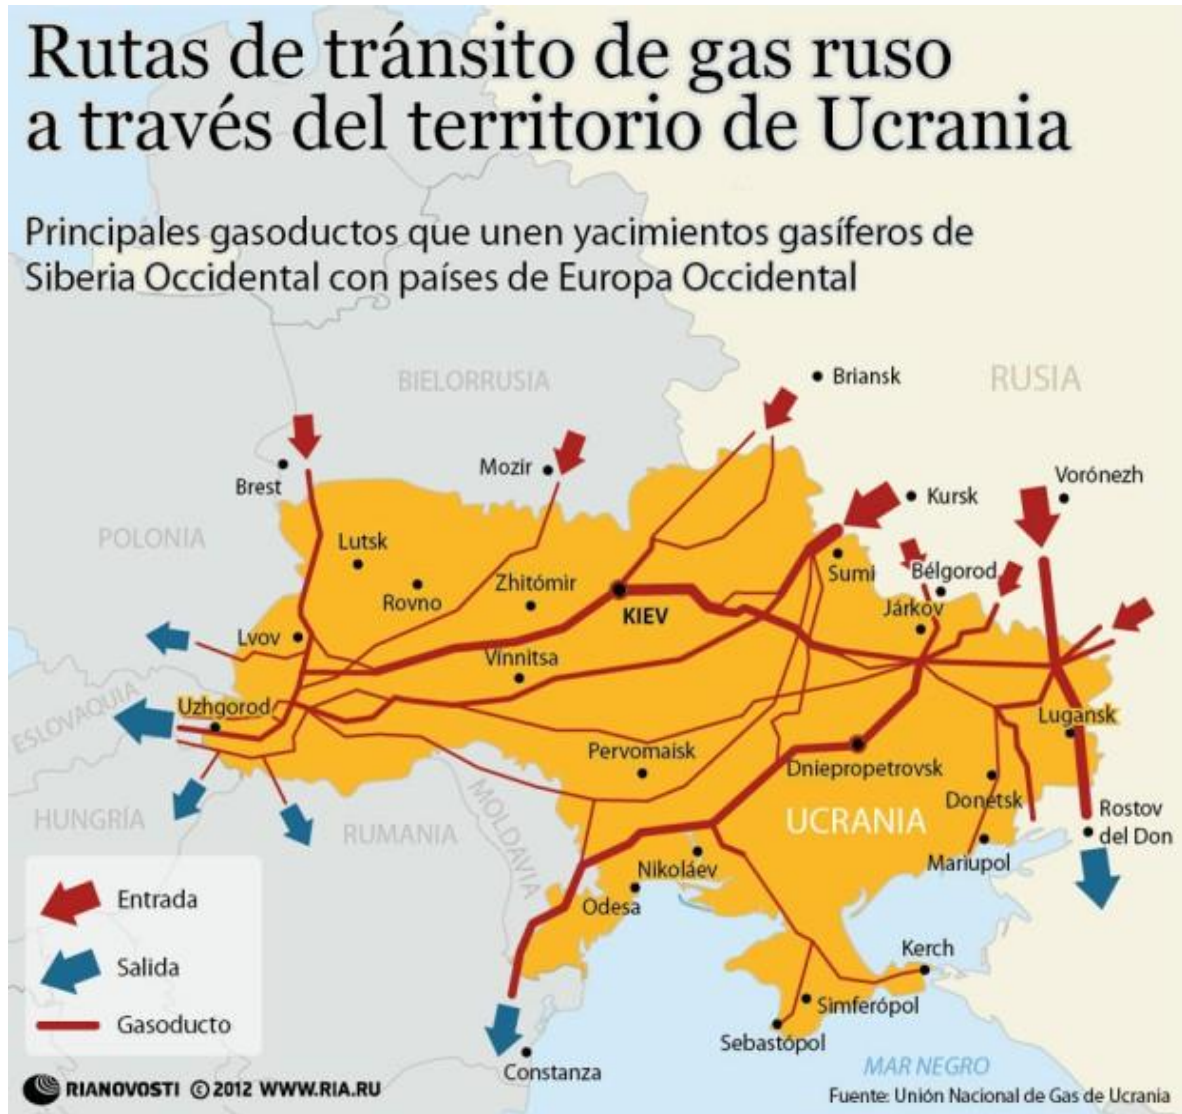 Rutas de tránsito de gas ruso
a través del territorio de Ucrania
Principales gasoductos que unen yacimientos gasíferos de
Siberia Occidental con países de Europa Occidental
BIELORRUSIA
Briansk
RUSIA
Brest
Mozir
Kursk
Vorónezh
POLONIA
Lutsk
Rovno
Zhitómir
KIEV
Sumi
Bélgorod
Járkov
Lvov
Vínnitsa
ESLOVAQUIA
Uzhgorod
Lugansk
Pervomaisk
Dniepropetrovsk
Donetsk
HUNGRÍA
RUMANIA
MOLDAVIA
UCRANIA
Rostov
del Don
Mariupol
Nikoláev
Odesa
Entrada
Salida
Gasoducto
Kerch
Simferópol
Sebastópol
Constanza
MAR NEGRO
RIANOVOSTI © 2012 WWW.RIA.RU
Fuente: Unión Nacional de Gas de Ucrania